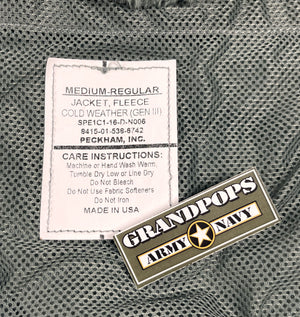 MEDIUM-REGULAR
JACKET, FLEECE
COLD WEATHER (GEN III)
SPE1C1-16-D-N006
8415-01-538-6742
PECKHAM, INC.
CARE INSTRUCTIONS:
Machine or Hand Wash Warm,
Tumble Dry Low or Line Dry
Do Not Bleach
Do Not Use Fabric Softeners
Do Not Iron
MADE IN USA
GRANDPOPS
ARMY NAVY